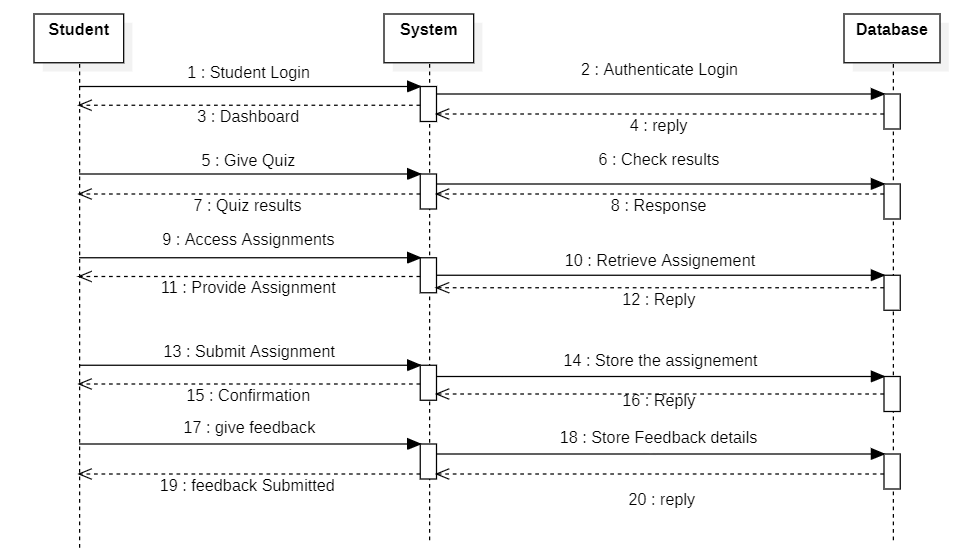 Student
System
Database
1 : Student Login
2 : Authenticate Login
3 : Dashboard
4 : reply
5 : Give Quiz
6 : Check results
7 : Quiz results
8 : Response
9 : Access Assignments
10 : Retrieve Assignement
11 : Provide Assignment
12 : Reply
13 : Submit Assignment
14 : Store the assignement
15 : Confirmation
16 : Reply
17 : give feedback
18 : Store Feedback details
19 : feedback Submitted
20 : reply